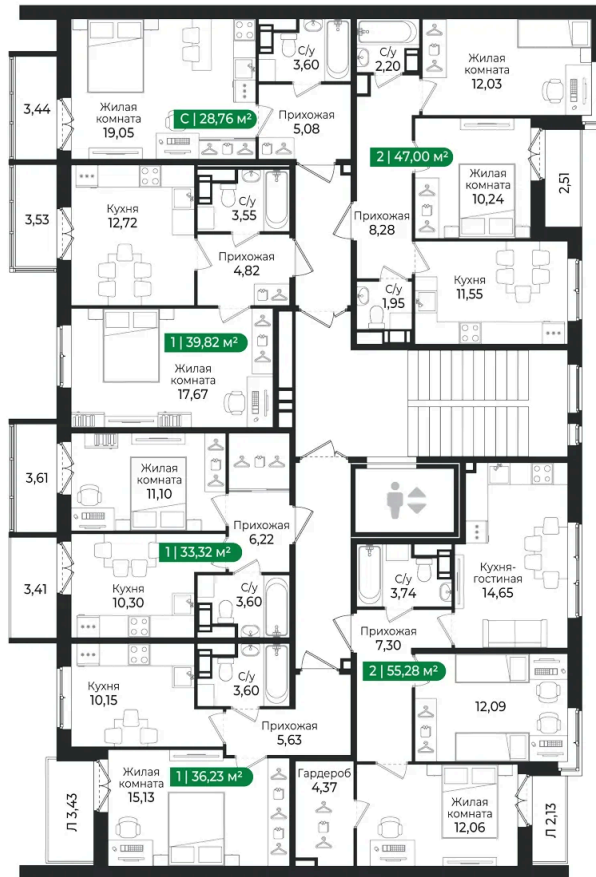 3,44
Жилая
комната
19,05
С | 28,76 м²
С/у
3,60
Прихожая
5,08
С/у
2,20
Жилая
комната
12,03
2 | 47,00 м²
Жилая
комната
10,24
2,51
3,53
Кухня
12,72
С/у
3,55
Прихожая
4,82
Прихожая
8,28
С/у
1,95
Кухня
11,55
1 | 39,82 м²
Жилая
комната
17,67
3,61
Жилая
комната
11,10
Прихожая
6,22
1 | 33,32 м²
3,41
Кухня
10,30
С/у
3,60
С/у
3,74
Кухня-
гостиная
14,65
Прихожая
7,30
2 | 55,28 м²
12,09
Кухня
10,15
С/у
3,60
Прихожая
5,63
1 | 36,23 м²
Л 3,43
Жилая
комната
15,13
Гардероб
4,37
Жилая
комната
12,06
Л 2,13